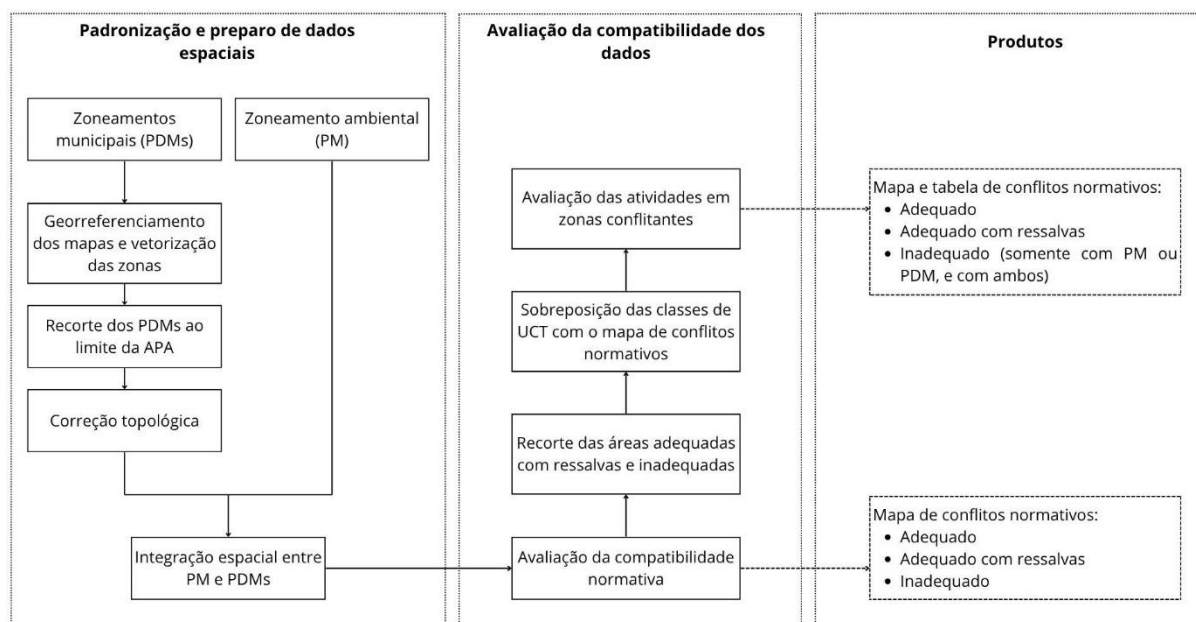 Padronização e preparo de dados
espaciais
Zoneamentos
municipais (PDMs)
Zoneamento ambiental
(PM)
Georreferenciamento
dos mapas e vetorização
das zonas
Recorte dos PDMs ao
limite da APA
Correção topológica
Integração espacial entre
PM e PDMs
Avaliação da compatibilidade dos
dados
Avaliação das atividades em
zonas conflitantes
Sobreposição das classes de
UCT com o mapa de conflitos
normativos
Recorte das áreas adequadas
com ressalvas e inadequadas
Avaliação da compatibilidade
normativa
Produtos
Mapa e tabela de conflitos normativos:
• Adequado
• Adequado com ressalvas
• Inadequado (somente com PM ou
PDM, e com ambos)
Mapa de conflitos normativos:
• Adequado
• Adequado com ressalvas
• Inadequado